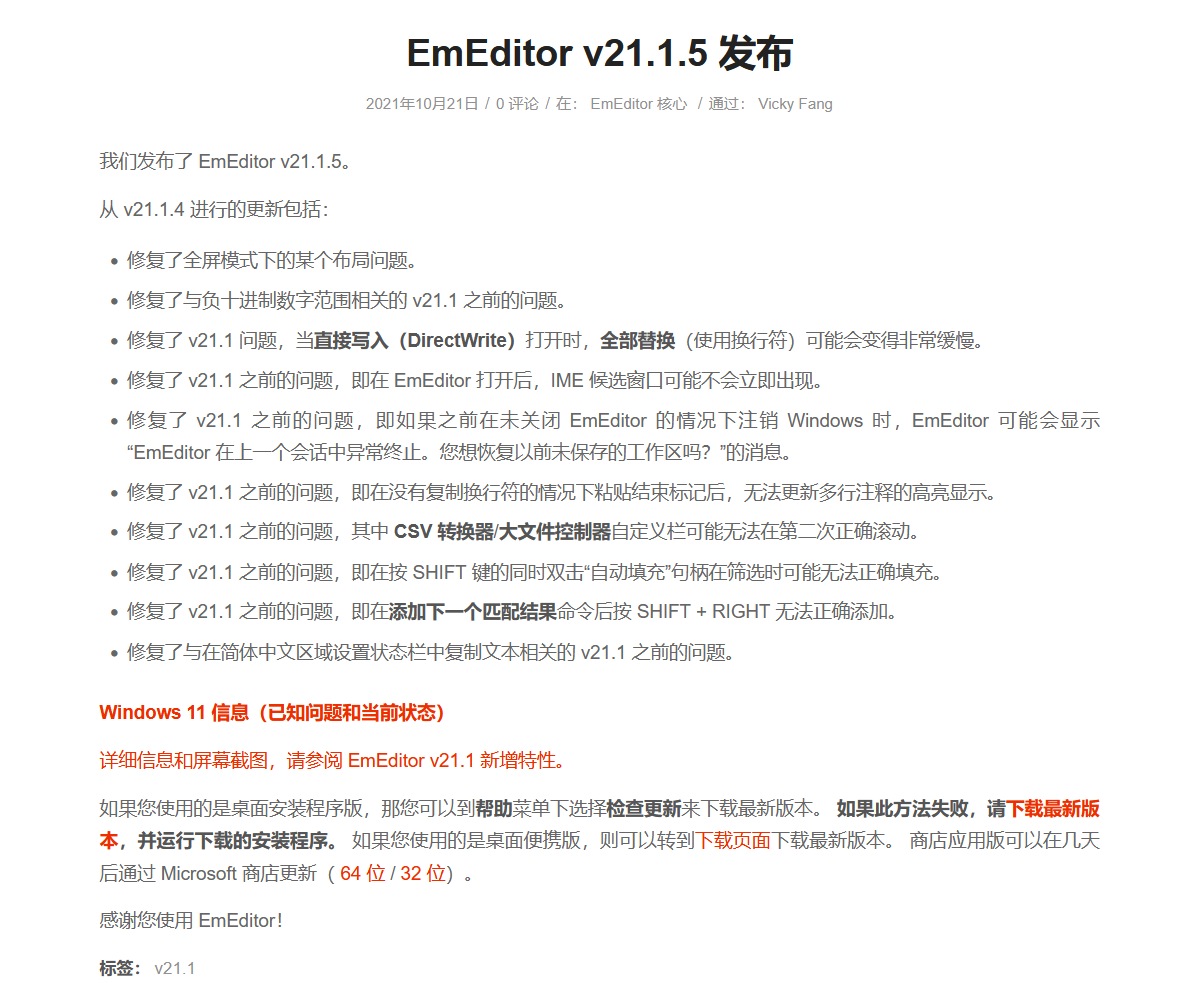 EmEditor v21.1.5 发布
2021年10月21日 / 0 评论 / 在： EmEditor 核心 / 通过： Vicky Fang
我们发布了 EmEditor v21.1.5。
从 v21.1.4 进行的更新包括：
• 修复了全屏模式下的某个布局问题。
• 修复了与负十进制数字范围相关的 v21.1 之前的问题。
• 修复了 v21.1 问题，当直接写入（DirectWrite）打开时，全部替换（使用换行符）可能会变得非常缓慢。
• 修复了 v21.1 之前的问题，即在 EmEditor 打开后，IME 候选窗口可能不会立即出现。
• 修复了 v21.1 之前的问题，即如果之前在未关闭 EmEditor 的情况下注销 Windows 时，EmEditor 可能会显示
“EmEditor 在上一个会话中异常终止。您想恢复以前未保存的工作区吗？”的消息。
• 修复了 v21.1 之前的问题，即在没有复制换行符的情况下粘贴结束标记后，无法更新多行注释的高亮显示。
• 修复了 v21.1 之前的问题，其中 CSV 转换器/大文件控制器自定义栏可能无法在第二次正确滚动。
• 修复了 v21.1 之前的问题，即在按 SHIFT 键的同时双击“自动填充”句柄在筛选时可能无法正确填充。
• 修复了 v21.1 之前的问题，即在添加下一个匹配结果命令后按 SHIFT + RIGHT 无法正确添加。
• 修复了与在简体中文区域设置状态栏中复制文本相关的 v21.1 之前的问题。
Windows 11 信息（已知问题和当前状态）
详细信息和屏幕截图，请参阅 EmEditor v21.1 新增特性。
如果您使用的是桌面安装程序版，那您可以到帮助菜单下选择检查更新来下载最新版本。 如果此方法失败，请下载最新版
本，并运行下载的安装程序。 如果您使用的是桌面便携版，则可以转到下载页面下载最新版本。 商店应用版可以在几天
后通过 Microsoft 商店更新（ 64 位 / 32 位）。
感谢您使用 EmEditor！
标签： v21.1